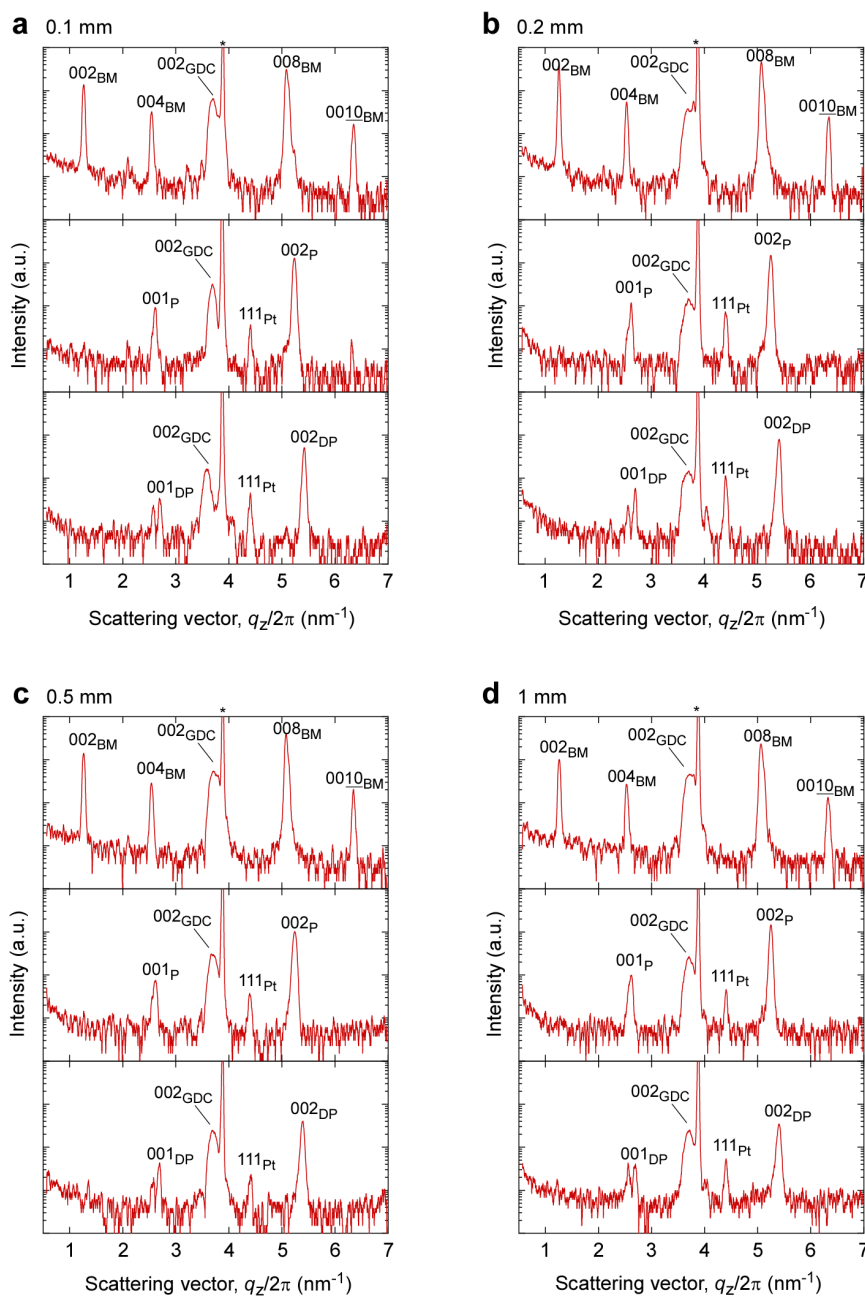 a 0.1 mm
*
002BM
004BM
002GDC
008BM
0010BM
001P
002GDC
111Pt
002P
001DP
002GDC
111Pt
002DP
Intensity (a.u.)
1 2 3 4 5 6 7
Scattering vector, qz/2π (nm-1)
b 0.2 mm
*
002BM
004BM
002GDC
008BM
0010BM
001P
002GDC
111Pt
002P
001DP
002GDC
111Pt
002DP
Intensity (a.u.)
1 2 3 4 5 6 7
Scattering vector, qz/2π (nm-1)
c 0.5 mm
*
002BM
004BM
002GDC
008BM
0010BM
001P
002GDC
111Pt
002P
001DP
002GDC
111Pt
002DP
Intensity (a.u.)
1 2 3 4 5 6 7
Scattering vector, qz/2π (nm-1)
d 1 mm
*
002BM
004BM
002GDC
008BM
0010BM
001P
002GDC
111Pt
002P
001DP
002GDC
111Pt
002DP
Intensity (a.u.)
1 2 3 4 5 6 7
Scattering vector, qz/2π (nm-1)